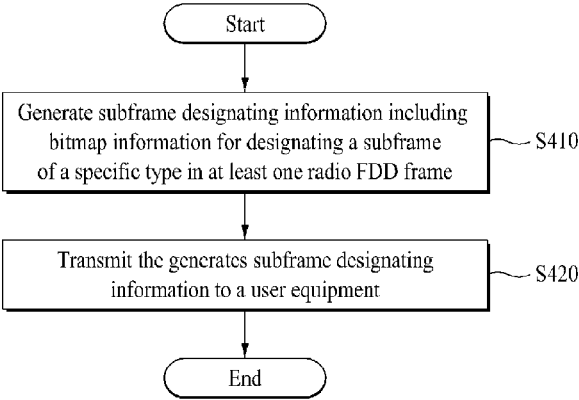 Start
Generate subframe designating information including
bitmap information for designating a subframe
of a specific type in at least one radio FDD frame
S410
Transmit the generates subframe designating
information to a user equipment
S420
End